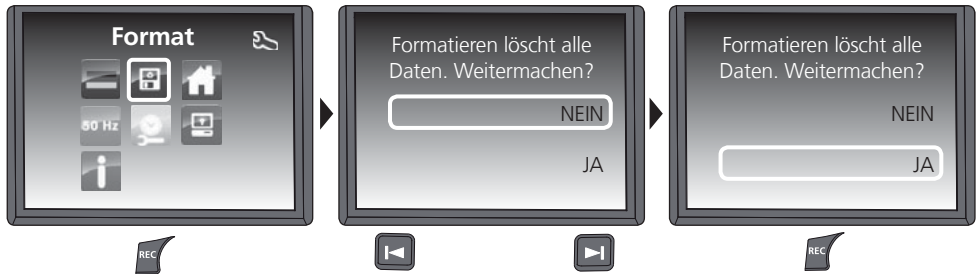 Format
50 Hz
REC
Formatieren löscht alle
Daten. Weitermachen?
NEIN
JA
Formatieren löscht alle
Daten. Weitermachen?
NEIN
JA
REC